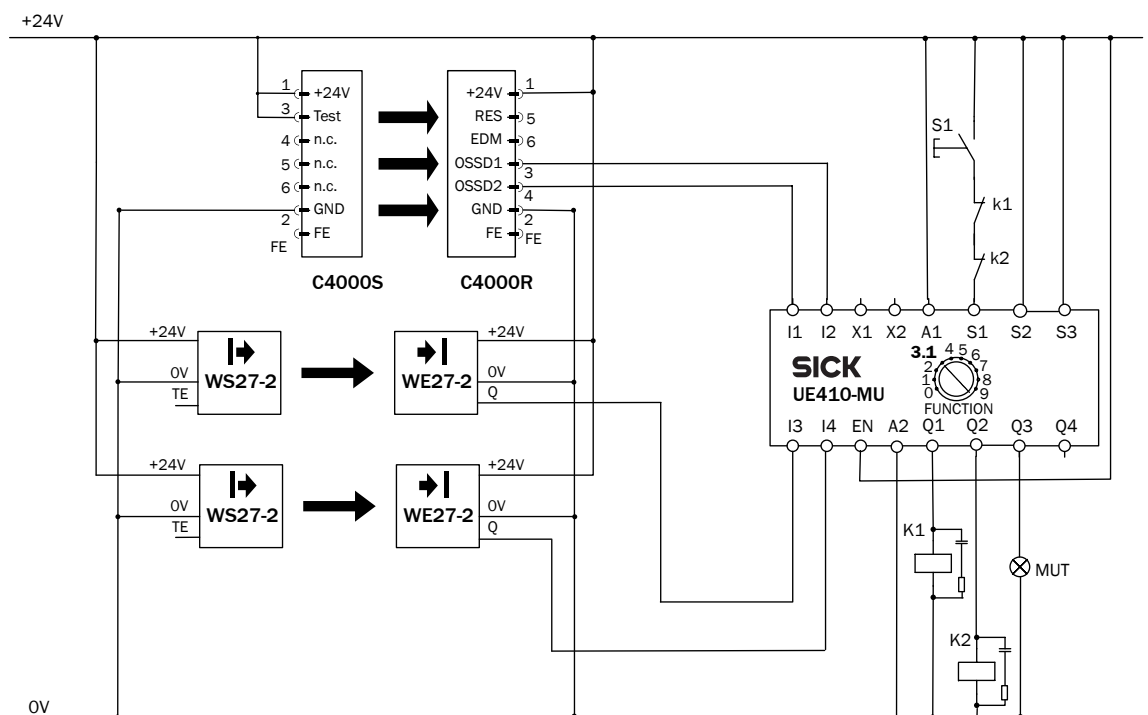 +24V
1 +24V
3 Test
4 n.c.
5 n.c.
6 n.c.
2 GND
FE FE
C4000S
+24V 1
RES 5
EDM 6
OSSD1 3
OSSD2 4
GND 2
FE FE
C4000R
+24V
0V
TE
WS27-2
WE27-2
+24V
0V
Q
+24V
0V
TE
WS27-2
WE27-2
+24V
0V
Q
S1
k1
k2
I1 I2 X1 X2 A1 S1 S2 S3
SICK
UE410-MU
3.1
0 1 2 4 5 6 7 8 9
FUNCTION
I3 I4 EN A2 Q1 Q2 Q3 Q4
K1
MUT
K2
0V